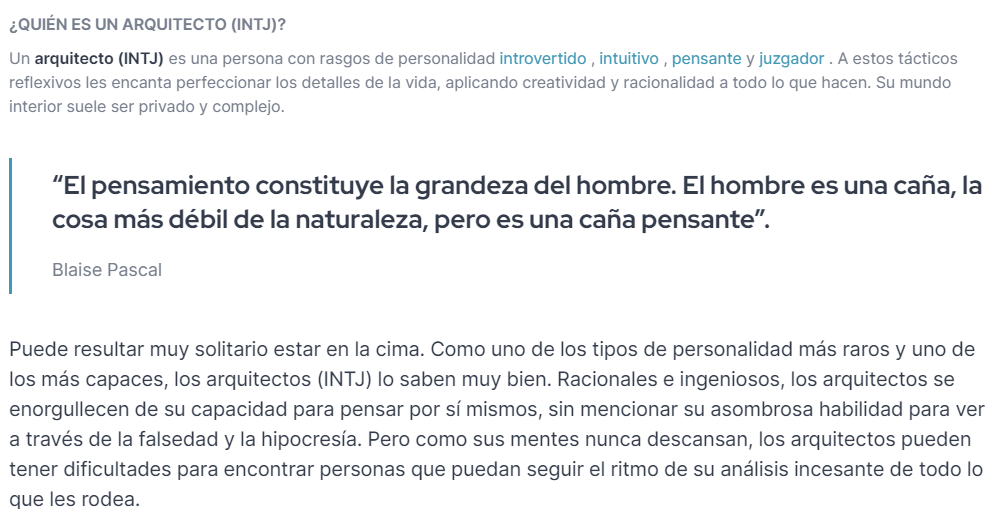 ¿QUIÉN ES UN ARQUITECTO (INTJ)?
Un arquitecto (INTJ) es una persona con rasgos de personalidad introvertido , intuitivo , pensante y juzgador . A estos tácticos
reflexivos les encanta perfeccionar los detalles de la vida, aplicando creatividad y racionalidad a todo lo que hacen. Su mundo
interior suele ser privado y complejo.
“El pensamiento constituye la grandeza del hombre. El hombre es una caña, la
cosa más débil de la naturaleza, pero es una caña pensante”.
Blaise Pascal
Puede resultar muy solitario estar en la cima. Como uno de los tipos de personalidad más raros y uno de
los más capaces, los arquitectos (INTJ) lo saben muy bien. Racionales e ingeniosos, los arquitectos se
enorgullecen de su capacidad para pensar por sí mismos, sin mencionar su asombrosa habilidad para ver
a través de la falsedad y la hipocresía. Pero como sus mentes nunca descansan, los arquitectos pueden
tener dificultades para encontrar personas que puedan seguir el ritmo de su análisis incesante de todo lo
que les rodea.